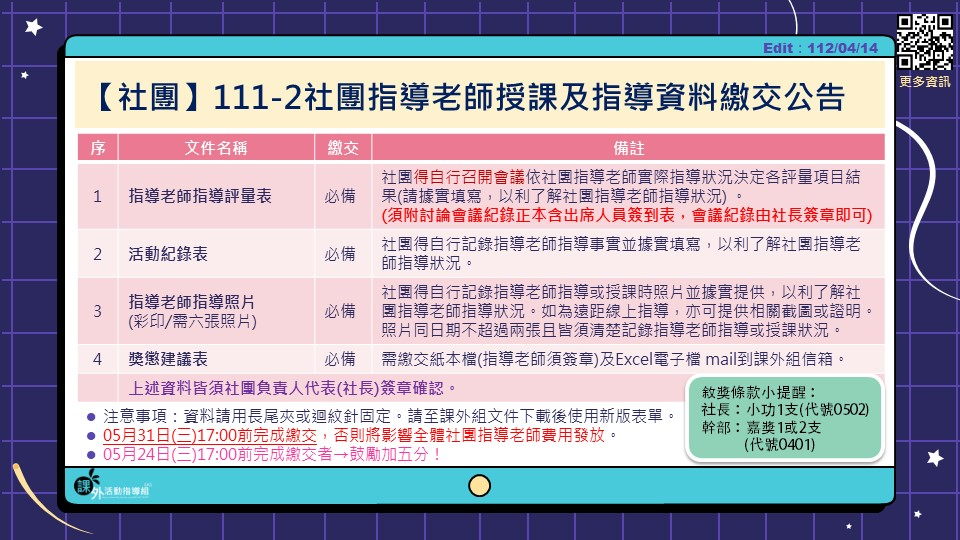 Edit：112/04/14
更多資訊
【社團】111-2社團指導老師授課及指導資料繳交公告
序 文件名稱 繳交 備註
1 指導老師指導評量表 必備 社團得自行召開會議依社團指導老師實際指導狀況決定各評量項目結
果(請據實填寫，以利了解社團指導老師指導狀況)。
(須附討論會議紀錄正本含出席人員簽到表，會議紀錄由社長簽章即可)
2 活動紀錄表 必備 社團得自行記錄指導老師指導事實並據實填寫，以利了解社團指導老
師指導狀況。
3 指導老師指導照片 必備 社團得自行記錄指導老師指導或授課時照片並據實提供，以利了解社
(彩印/需六張照片) 團指導老師指導狀況。如為遠距線上指導，亦可提供相關截圖或證明。
照片同日期不超過兩張且皆須清楚記錄指導老師指導或授課狀況。
4 獎懲建議表 必備 需繳交紙本檔(指導老師須簽章)及Excel電子檔 mail到課外組信箱。
上述資料皆須社團負責人代表(社長)簽章確認。
● 注意事項：資料請用長尾夾或迴紋針固定。請至課外組文件下載後使用新版表單。
● 05月31日(三)17:00前完成繳交，否則將影響全體社團指導老師費用發放。
● 05月24日(三)17:00前完成繳交者→鼓勵加五分！
敘獎條款小提醒：
社長：小功1支(代號0502)
幹部：嘉獎1或2支
(代號0401)
課外活動指導組